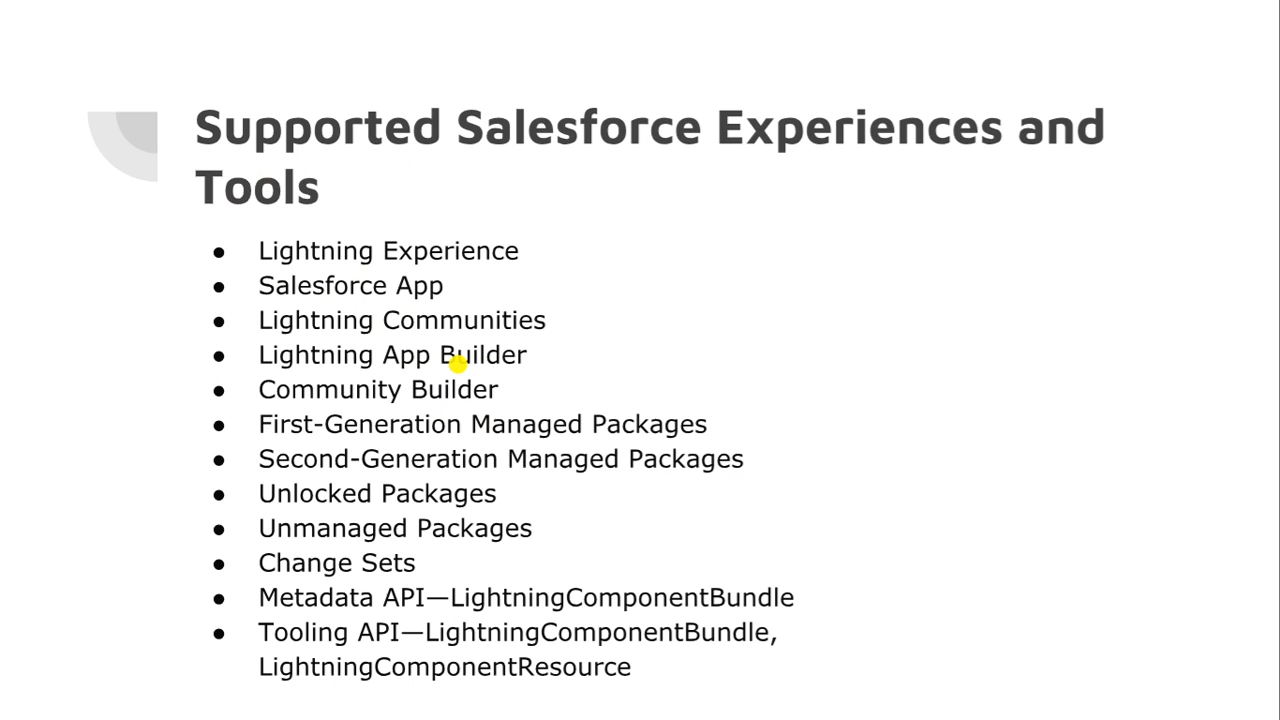 Supported Salesforce Experiences and
Tools
● Lightning Experience
● Salesforce App
● Lightning Communities
● Lightning App Builder
● Community Builder
● First-Generation Managed Packages
● Second-Generation Managed Packages
● Unlocked Packages
● Unmanaged Packages
● Change Sets
● Metadata API—LightningComponentBundle
● Tooling API—LightningComponentBundle,
LightningComponentResource